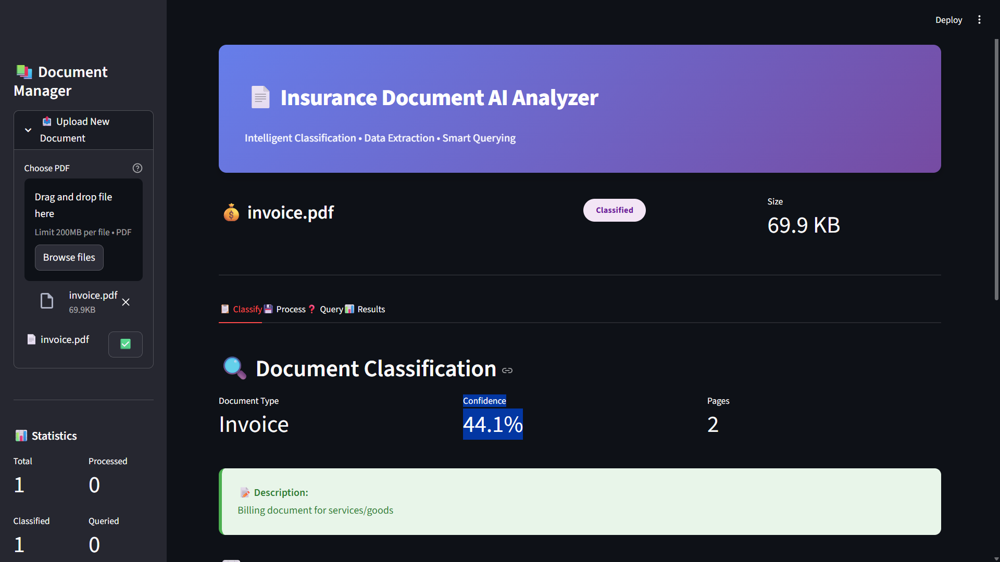 Deploy
Document
Manager
Upload New
Document
Choose PDF
Drag and drop file
here
Limit 200MB per file • PDF
Browse files
invoice.pdf
69.9KB
invoice.pdf
Statistics
Total
Processed
1
0
Classified
Queried
1
0
Insurance Document AI Analyzer
Intelligent Classification • Data Extraction • Smart Querying
invoice.pdf
Classified
Size
69.9 KB
Classify Process Query Results
Document Classification
Document Type
Confidence
Pages
Invoice
44.1%
2
Description:
Billing document for services/goods